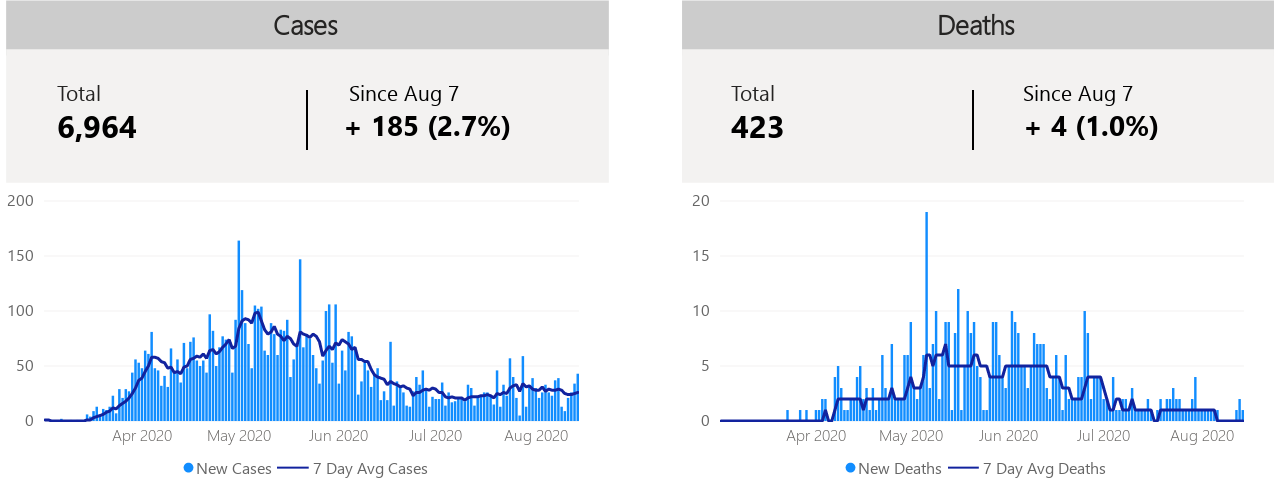 Cases
Total
Since Aug 7
6,964
+ 185 (2.7%)
200
150
100
50
0
Apr 2020 May 2020 Jun 2020 Jul 2020 Aug 2020
New Cases 7 Day Avg Cases
Deaths
Total
Since Aug 7
423
+ 4 (1.0%)
20
15
10
5
0
Apr 2020 May 2020 Jun 2020 Jul 2020 Aug 2020
New Deaths 7 Day Avg Deaths